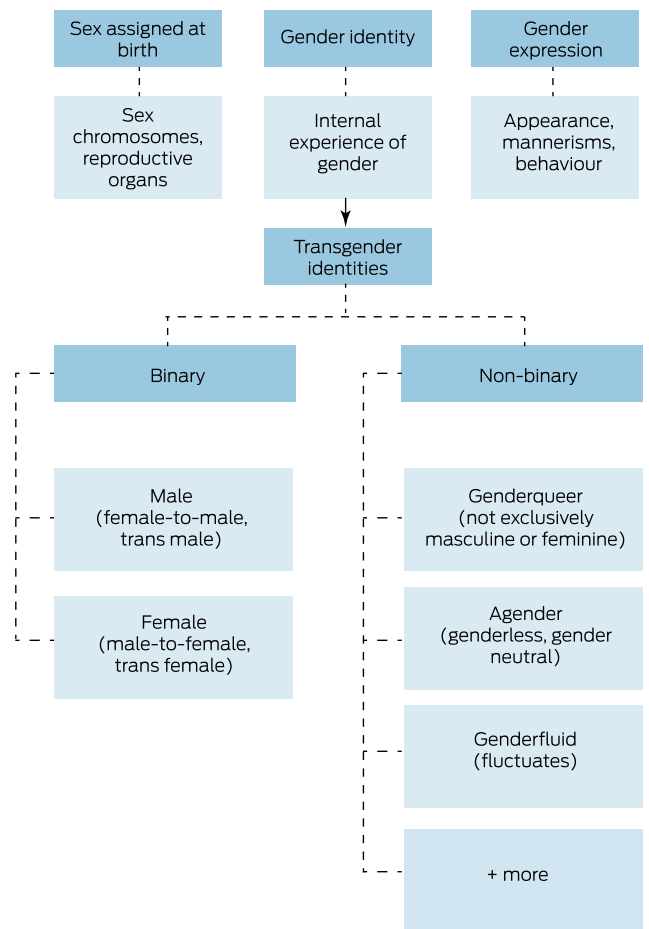 Sex assigned at
birth
Gender identity
Gender
expression
Sex
chromosomes,
reproductive
organs
Internal
experience of
gender
Appearance,
mannerisms,
behaviour
Transgender
identities
Binary
Non-binary
Male
(female-to-male,
trans male)
Female
(male-to-female,
trans female)
Genderqueer
(not exclusively
masculine or feminine)
Agender
(genderless, gender
neutral)
Genderfluid
(fluctuates)
+ more